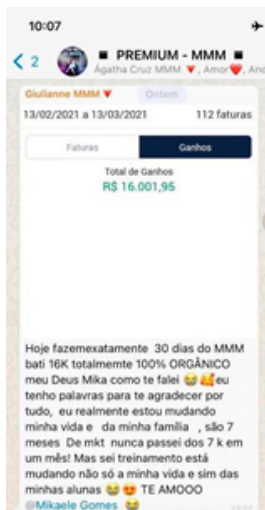 10:07
2
■ PREMIUM - MMM ■
Ágatha Cruz MMM 🔻, Amor❤️, And
Giulianne MMM 🔻
Ontem
13/02/2021 a 13/03/2021 112 faturas
Faturas Ganhos
Total de Ganhos
R$ 16.001,95
Hoje fazemexatamente 30 dias do MMM
bati 16K totalmemte 100% ORGÂNICO
meu Deus Mika como te falei 😂🥰eu
tenho palavras para te agradecer por
tudo, eu realmente estou mudando
minha vida e da minha família , são 7
meses De mkt nunca passei dos 7 k em
um mês! Mas sei treinamento está
mudando não só a minha vida e sim das
minhas alunas 😭😍 TE AMOOO
@Mikaele Gomes 😭